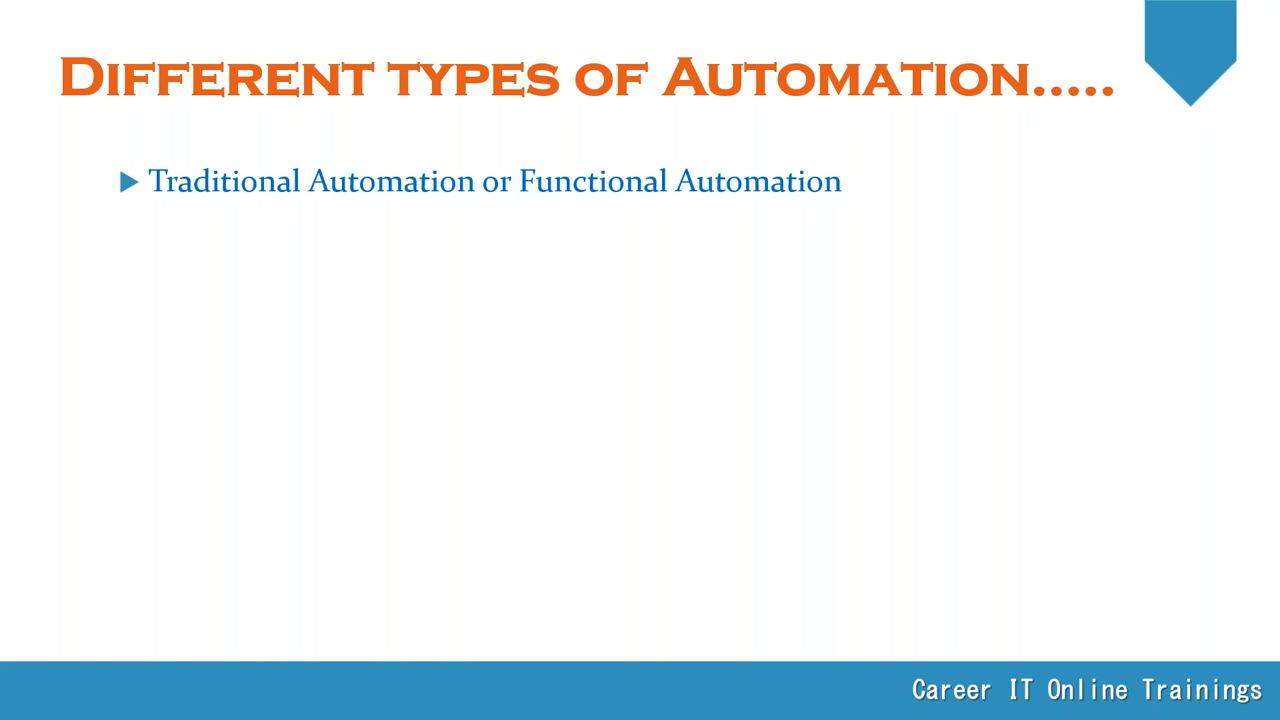 Different types of Automation.....
Traditional Automation or Functional Automation
Career IT Online Trainings